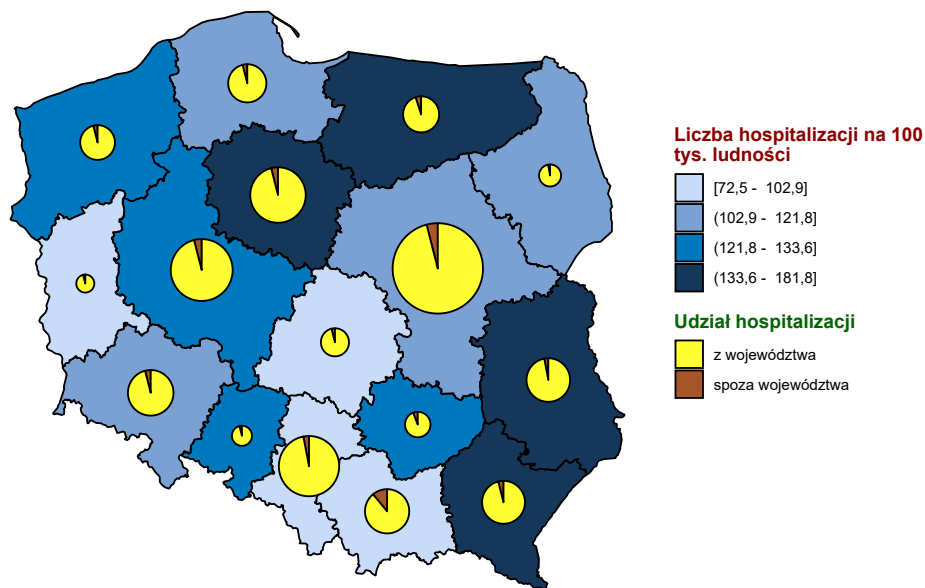 Liczba hospitalizacji na 100
tys. ludności
[72,5 - 102,9]
(102,9 - 121,8]
(121,8 - 133,6]
(133,6 - 181,8]
Udział hospitalizacji
z województwa
spoza województwa